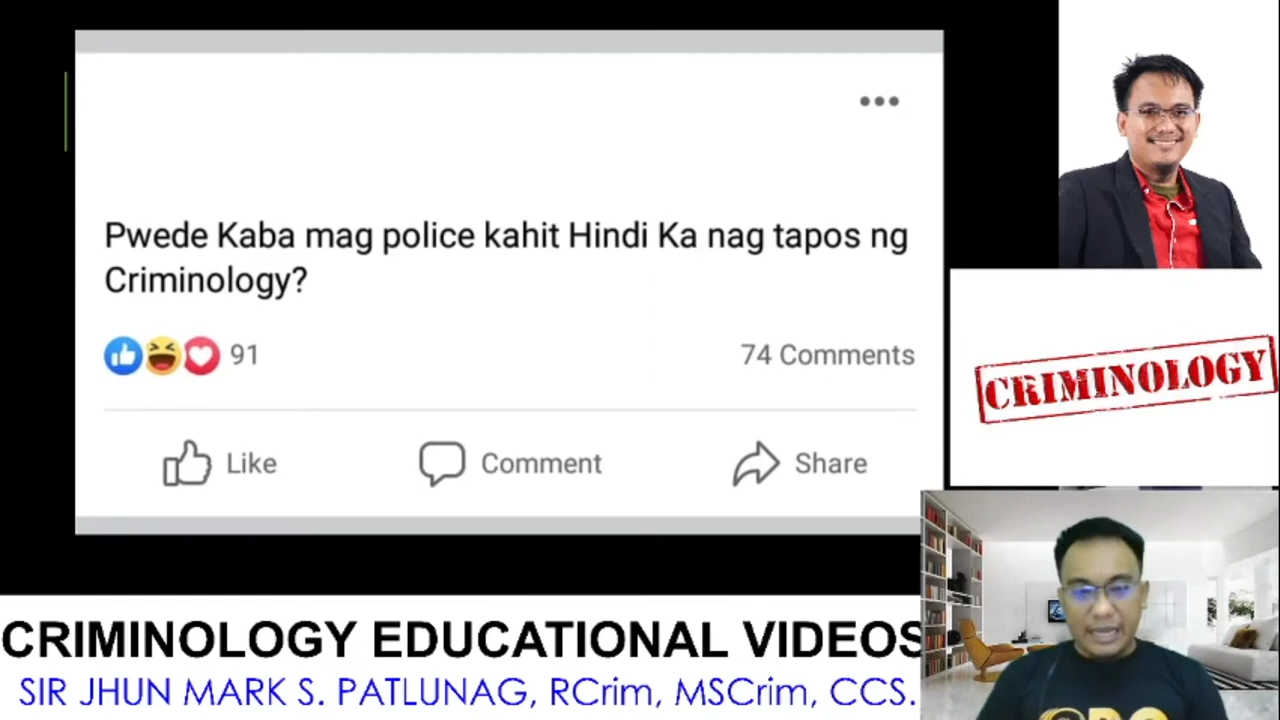 Pwede Kaba mag police kahit Hindi Ka nag tapos ng
Criminology?
91
74 Comments
Like
Comment
Share
CRIMINOLOGY
CRIMINOLOGY EDUCATIONAL VIDEOS
SIR JHUN MARK S. PATLUNAG, RCrim, MSCrim, CCS.